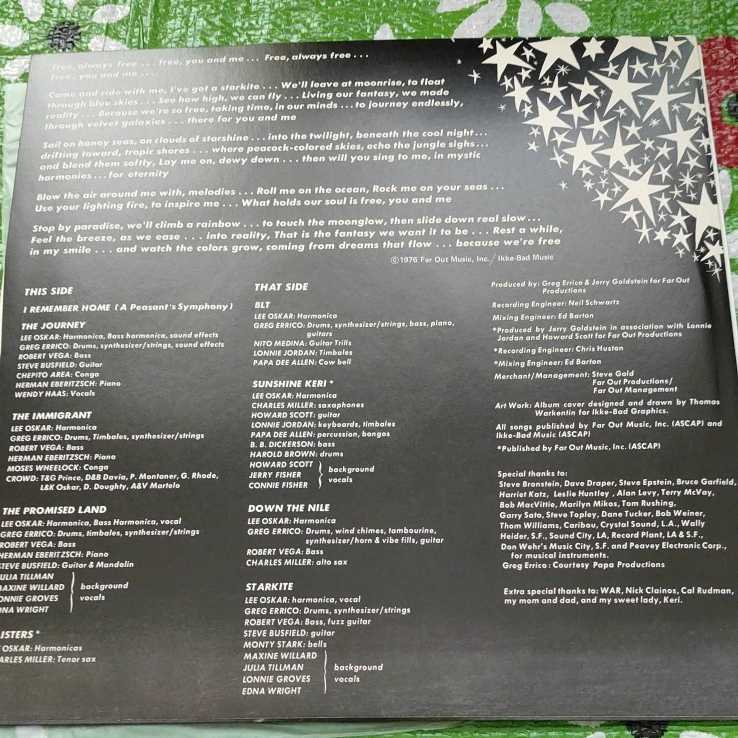 Free, always free . . . free, you and me . . . Free, always free . . .
Free, you and me . . . .
Come and ride with me, I've got a starkite . . . We'll leave at moonrise, to float
through blue skies . . . See how high, we can fly . . . Living our fantasy, we made
reality . . . Because we're so free, taking time, in our minds . . . to journey endlessly,
through velvet galaxies . . . there for you and me
Sail on honey seas, on clouds of starshine . . . into the twilight, beneath the cool night . . .
drifting toward, tropic shores . . . where peacock-colored skies, echo the jungle sighs . . .
and blend them softly, Lay me on, dewy down . . . then will you sing to me, in mystic
harmonies . . . for eternity
Blow the air around me with, melodies . . . Roll me on the ocean, Rock me on your seas . . .
Use your lighting fire, to inspire me . . . What holds our soul is free, you and me
Stop by paradise, we'll climb a rainbow . . . to touch the moonglow, then slide down real slow . . .
Feel the breeze, as we ease . . . into reality, That is the fantasy we want it to be . . . Rest a while,
in my smile . . . and watch the colors grow, coming from dreams that flow . . . because we're free
©1976 Far Out Music, Inc. / Ikke-Bad Music
THIS SIDE
I REMEMBER HOME (A Peasant's Symphony)
THE JOURNEY
LEE OSKAR: Harmonica, Bass harmonica, sound effects
GREG ERRICO: Drums, synthesizer/strings, sound effects
ROBERT VEGA: Bass
STEVE BUSFIELD: Guitar
CHEPITO AREA: Conga
HERMAN EBERITZSCH: Piano
WENDY HAAS: Vocals
THE IMMIGRANT
LEE OSKAR: Harmonica
GREG ERRICO: Drums, Timbales, synthesizer/strings
ROBERT VEGA: Bass
HERMAN EBERITZSCH: Piano
MOSES WHEELOCK: Conga
CROWD: T&G Prince, D&B Davia, P. Montaner, G. Rhode,
L&K Oskar, D. Doughty, A&V Martelo
THE PROMISED LAND
LEE OSKAR: Harmonica, Bass Harmonica, vocal
GREG ERRICO: Drums, timbales, synthesizer/strings
ROBERT VEGA: Bass
HERMAN EBERITZSCH: Piano
STEVE BUSFIELD: Guitar & Mandelin
JULIA TILLMAN
MAXINE WILLARD background
LONNIE GROVES vocals
EDNA WRIGHT
ISTERS *
OSKAR: Harmonicas
ARLES MILLER: Tenor sax
THAT SIDE
BLT
LEE OSKAR: Harmonica
GREG ERRICO: Drums, synthesizer/strings, bass, piano,
guitars
NITO MEDINA: Guitar Trills
LONNIE JORDAN: Timbales
PAPA DEE ALLEN: Cow bell
SUNSHINE KERI *
LEE OSKAR: Harmonica
CHARLES MILLER: saxophones
HOWARD SCOTT: guitar
LONNIE JORDAN: keyboards, timbales
PAPA DEE ALLEN: percussion, bongos
B. B. DICKERSON: bass
HAROLD BROWN: drums
HOWARD SCOTT background
JERRY FISHER vocals
CONNIE FISHER
DOWN THE NILE
LEE OSKAR: Harmonica
GREG ERRICO: Drums, wind chimes, tambourine,
synthesizer/horn & vibe fills, guitar
ROBERT VEGA: Bass
CHARLES MILLER: alto sax
STARKITE
LEE OSKAR: harmonica, vocal
GREG ERRICO: Drums, synthesizer/strings
ROBERT VEGA: Bass, fuzz guitar
STEVE BUSFIELD: guitar
MONTY STARK: bells
MAXINE WILLARD
JULIA TILLMAN background
LONNIE GROVES vocals
EDNA WRIGHT
Produced by: Greg Errico & Jerry Goldstein for Far Out
Productions
Recording Engineer: Neil Schwartz
Mixing Engineer: Ed Barton
*Produced by Jerry Goldstein in association with Lonnie
Jordan and Howard Scott for Far Out Productions
*Recording Engineer: Chris Huston
*Mixing Engineer: Ed Barton
Merchant/Management: Steve Gold
Far Out Productions/
Far Out Management
Art Work: Album cover designed and drawn by Thomas
Warkentin for Ikke-Bad Graphics.
All songs published by Far Out Music, Inc. (ASCAP) and
Ikke-Bad Music (ASCAP)
*Published by Far Out Music, Inc. (ASCAP)
Special thanks to:
Steve Bronstein, Dave Draper, Steve Epstein, Bruce Garfield,
Harriet Katz, Leslie Huntley, Alan Levy, Terry McVay,
Bob MacVittie, Marilyn Mikos, Tom Rushing,
Garry Soto, Steve Topley, Dane Tucker, Bob Weiner,
Thom Williams, Caribou, Crystal Sound, L.A., Wally
Heider, S.F., Sound City, LA, Record Plant, LA & S.F.,
Don Wehr's Music City, S.F. and Peavey Electronic Corp.,
for musical instruments.
Greg Errico: Courtesy Papa Productions
Extra special thanks to: WAR, Nick Clainos, Cal Rudman,
my mom and dad, and my sweet lady, Keri.